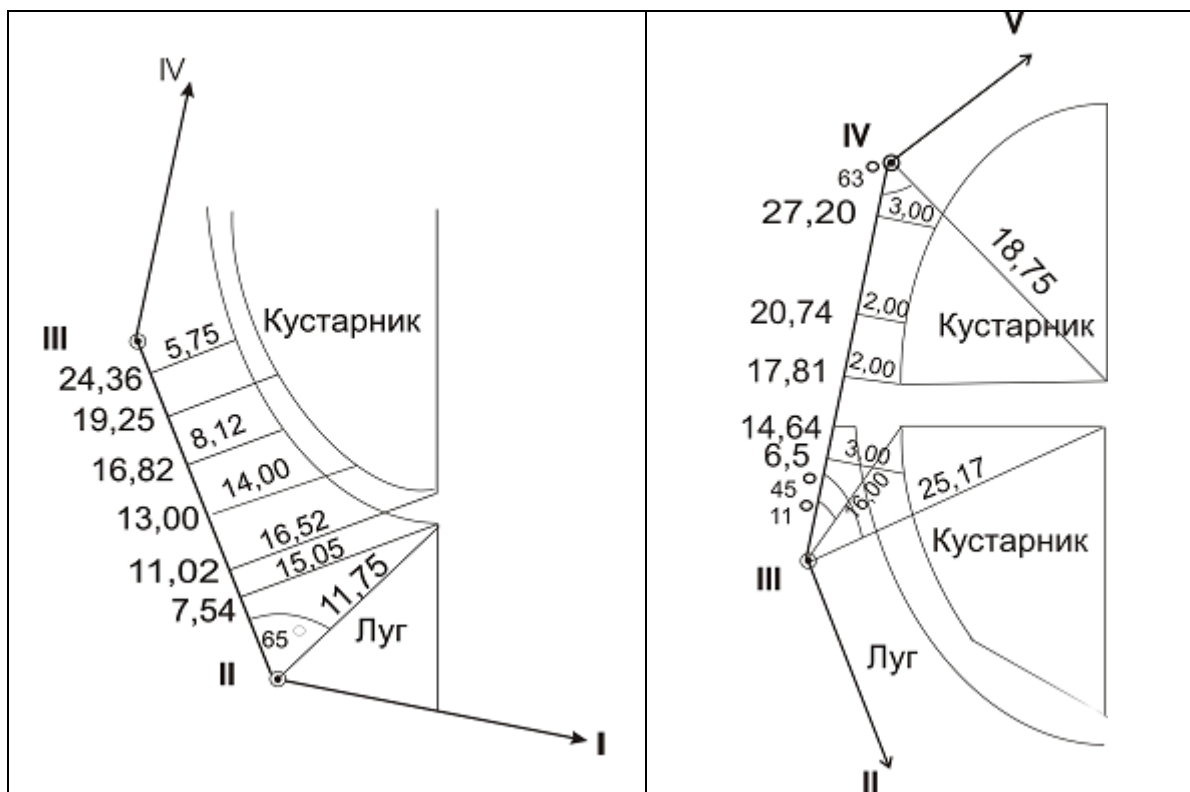 IV
Кустарник
III
5,75
24,36
19,25
8,12
16,82
14,00
13,00
16,52
11,02
15,05
7,54
11,75
65°
Луг
II
I
V
IV
63°
27,20
3,00
18,75
20,74
2,00
Кустарник
17,81
2,00
14,64
6,5
3,00
45°
16,00
25,17
11°
Кустарник
III
Луг
II